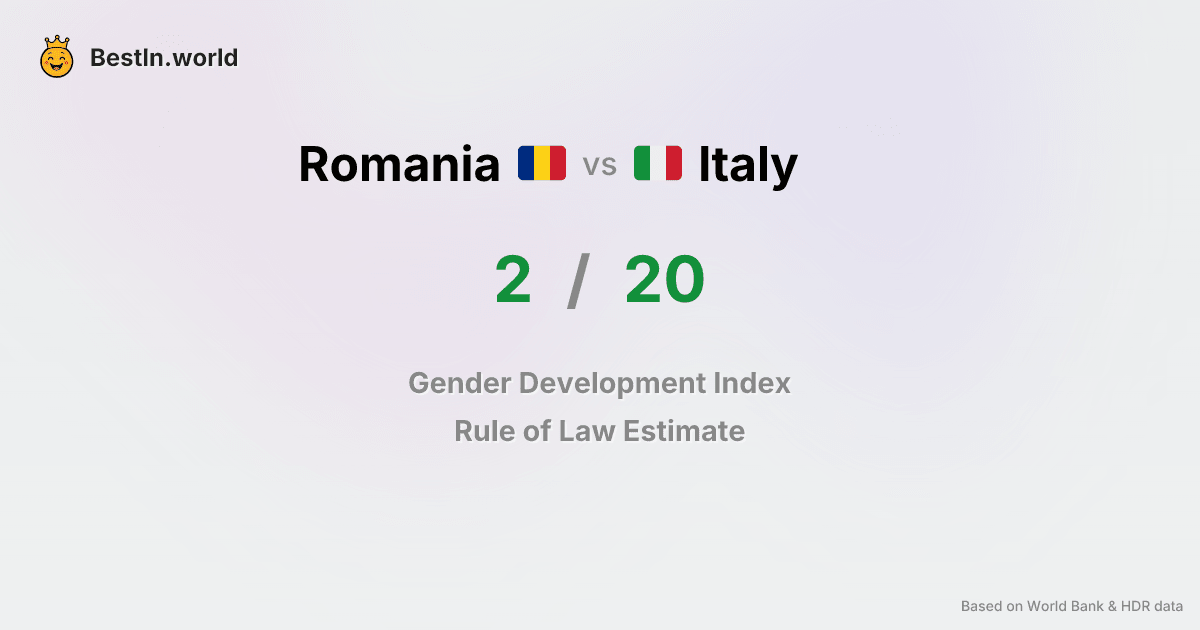 BestIn.world
Romania vs Italy
2 / 20
Gender Development Index
Rule of Law Estimate
Based on World Bank & HDR data